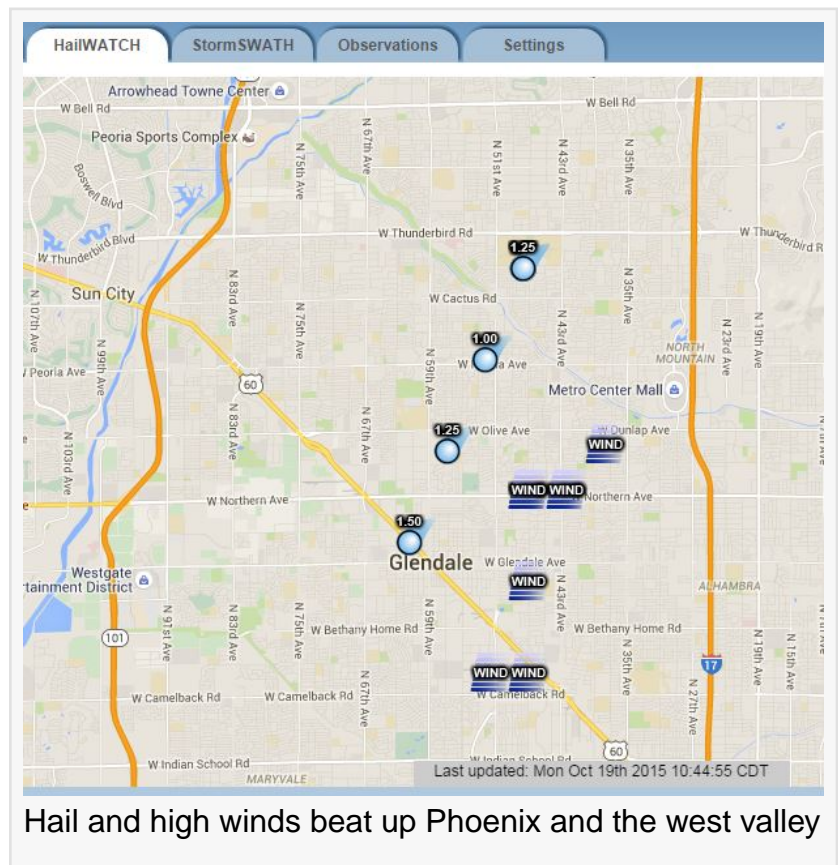 HailWATCH StormSWATH Observations Settings
Arrowhead Towne Center
W Bell Rd
W Bell Rd
Peoria Sports Complex
N 67th Ave
N 75th Ave
N 51st Ave
N 43rd Ave
N 35th Ave
Boswell Blvd
W Thunderbird Blvd
W Thunderbird Rd
W Thunderbird R
1.25
Sun City
N 107th Ave
N 99th Ave
N 83rd Ave
N 75th Ave
W Cactus Rd
N 35th Ave
N 43rd Ave
N 23rd Ave
N 19th Ave
1.00
NORTH
MOUNTAIN
W Peoria Ave
Ave
N 59th Ave
60
Metro Center Mall
N 83rd Ave
N 67th Ave
1.25
W Olive Ave
W Dunlap Ave
WIND
N 103rd Ave
WIND WIND
W Northern Ave
Northern Ave
1.50
Glendale
W Glendale Ave
WIND
Westgate
tainment District
ALHAMBRA
N 91st Ave
N 83rd Ave
N 75th Ave
N 59th Ave
N 43rd Ave
101
W Bethany Home Rd
W Bethany Home Rd
N 35th Ave
N 19th Ave
N 15th Ave
17
WIND WIND
W Camelback Rd
W Camelback Rd
W Camelback Rd
N 67th Ave
N 27th Ave
60
W Indian School Rd
W Indian School Rd
MARYVALE
Last updated: Mon Oct 19th 2015 10:44:55 CDT
Hail and high winds beat up Phoenix and the west valley